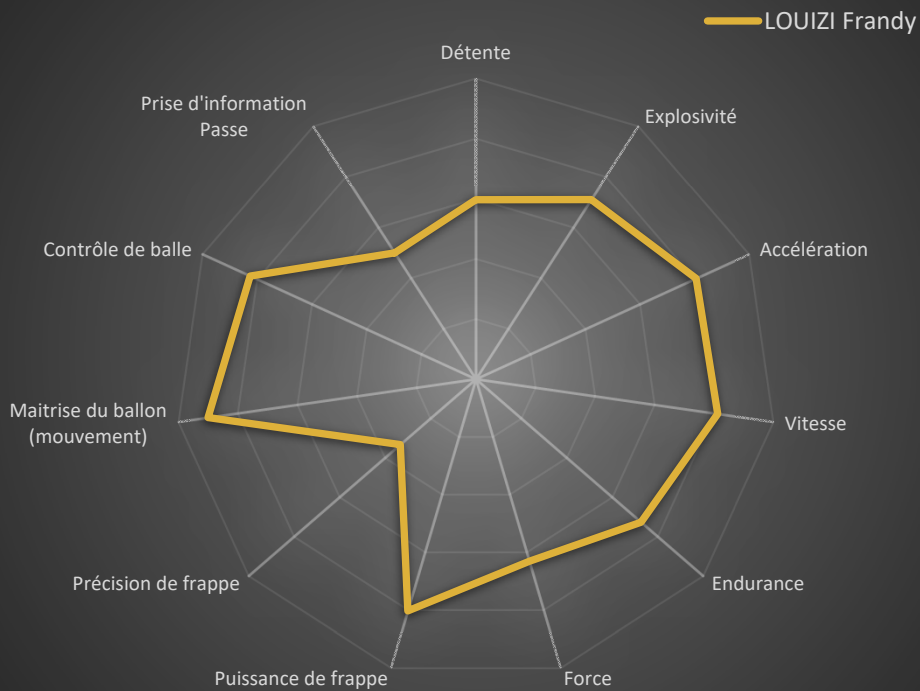 LOUIZI Frandy
Détente
Explosivité
Accélération
Vitesse
Endurance
Force
Puissance de frappe
Précision de frappe
Maitrise du ballon
(mouvement)
Contrôle de balle
Prise d'information
Passe